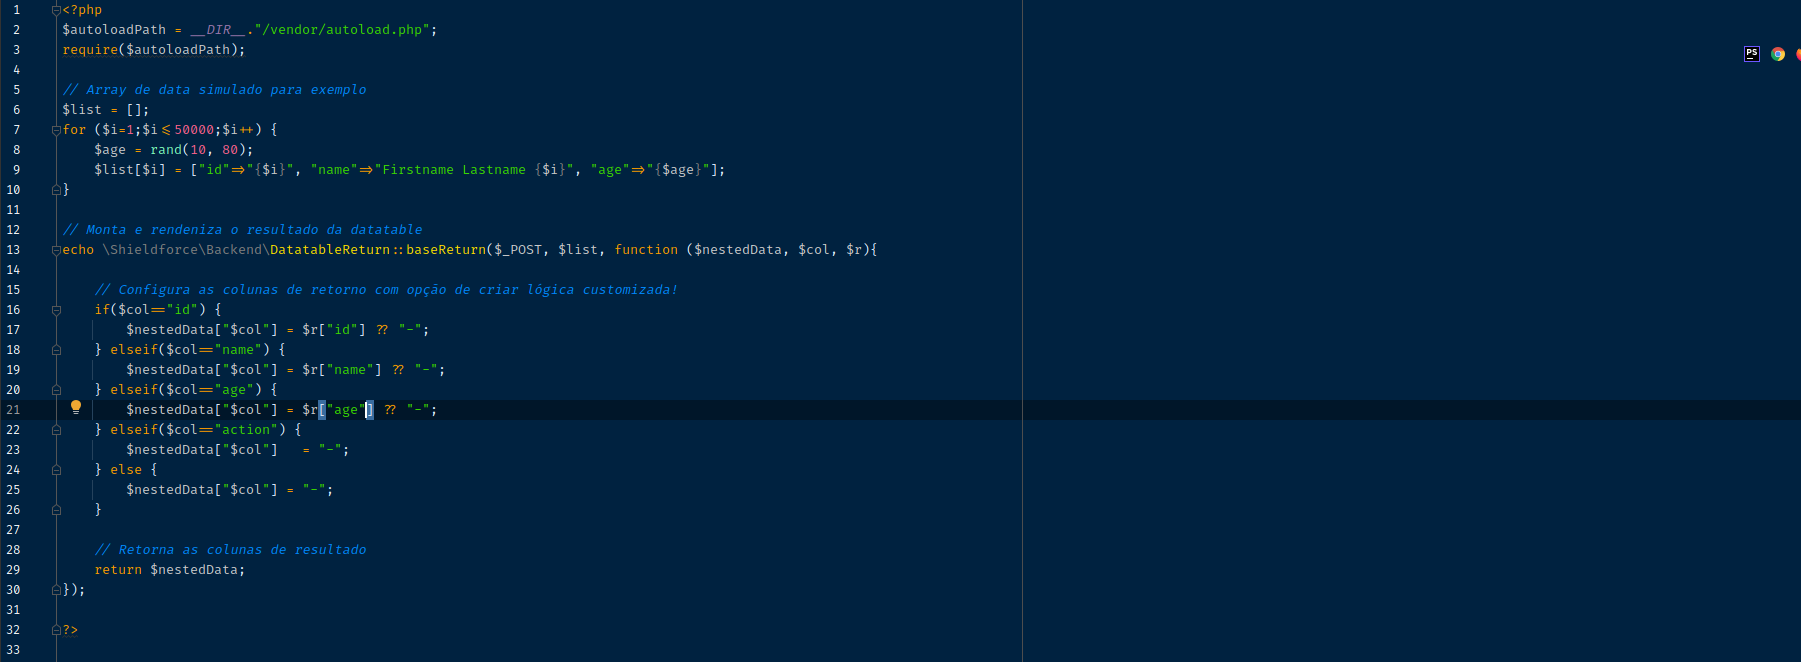 1 <?php
2 $autoloadPath = __DIR__."/vendor/autoload.php";
3 require($autoloadPath);
4
5 // Array de data simulado para exemplo
6 $list = [];
7 for ($i=1;$i<=50000;$i++) {
8     $age = rand(10, 80);
9     $list[$i] = ["id"=>"{$i}", "name"=>"Firstname Lastname {$i}", "age"=>"{$age}"];
10 }
11
12 // Monta e rendeniza o resultado da datatable
13 echo \Shieldforce\Backend\DatatableReturn::baseReturn($_POST, $list, function ($nestedData, $col, $r){
14
15     // Configura as colunas de retorno com opção de criar lógica customizada!
16     if($col=="id") {
17         $nestedData["$col"] = $r["id"] ?? "-";
18     } elseif($col=="name") {
19         $nestedData["$col"] = $r["name"] ?? "-";
20     } elseif($col=="age") {
21         $nestedData["$col"] = $r["age"] ?? "-";
22     } elseif($col=="action") {
23         $nestedData["$col"]   = "-";
24     } else {
25         $nestedData["$col"] = "-";
26     }
27
28     // Retorna as colunas de resultado
29     return $nestedData;
30 });
31
32 ?>
33
PS